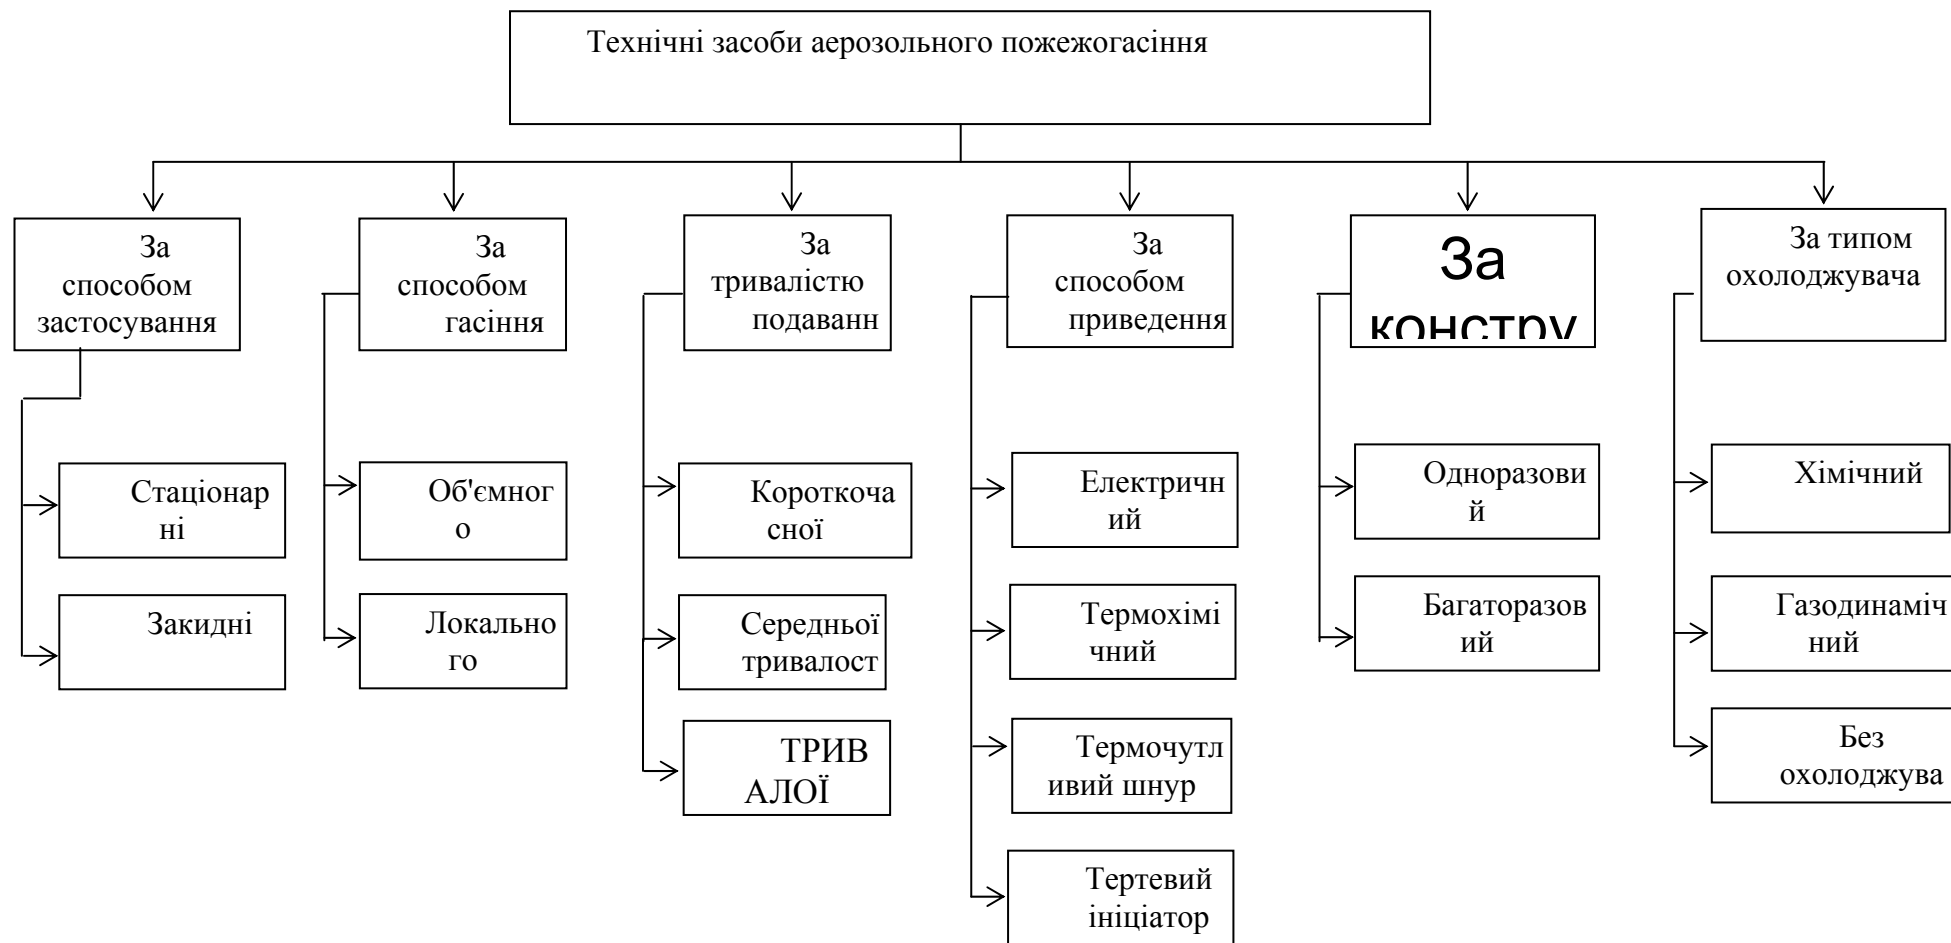 Технічні засоби аерозольного пожежогасіння
За
способом
застосування
За
способом
гасіння
За
тривалістю
подаванн
За
способом
приведення
За
констру
За типом
охолоджувача
Стаціонар
ні
Закидні
Об'ємног
о
Локально
го
Короткоча
сної
Середньої
тривалост
ТРИВ
АЛОЇ
Електричн
ий
Термохімі
чний
Термочутл
ивий шнур
Тертевий
ініціатор
Одноразови
й
Багаторазов
ий
Хімічний
Газодинаміч
ний
Без
охолоджува